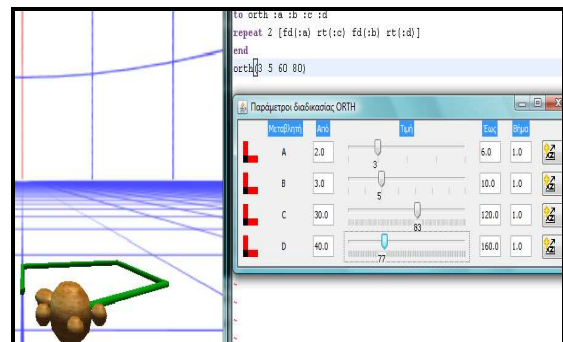 to orth :a :b :c :d
repeat 2 [fd(:a) rt(:c) fd(:b) rt(:d)]
end
orth(3 5 60 80)
Παράμετροι διαδικασίας ORTH
Μεταβλητή Από Τιμή Έως Βήμα
A 2.0 3 6.0 1.0
B 3.0 5 10.0 1.0
C 30.0 83 120.0 1.0
D 40.0 77 160.0 1.0